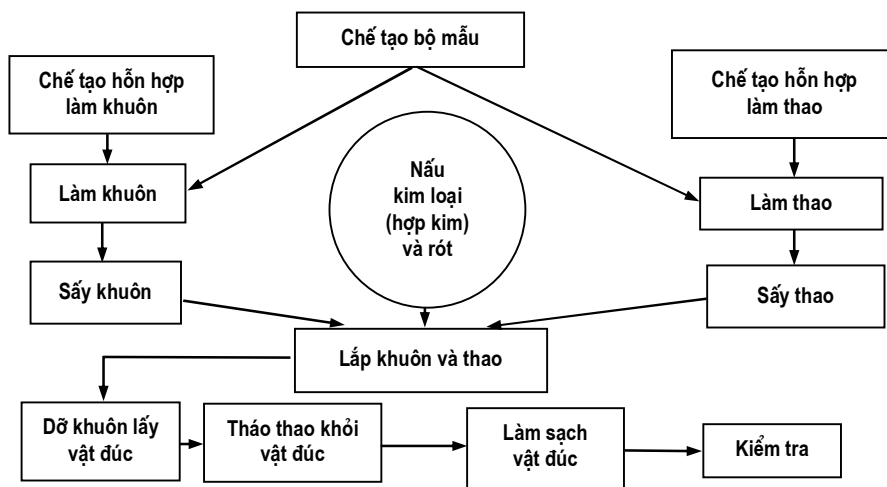 Chế tạo bộ mẫu
Chế tạo hỗn hợp
làm khuôn
Chế tạo hỗn hợp
làm thao
Nấu
kim loại
(hợp kim)
và rót
Làm khuôn
Làm thao
Sấy khuôn
Sấy thao
Lắp khuôn và thao
Dỡ khuôn lấy
vật đúc
Tháo thao khỏi
vật đúc
Làm sạch
vật đúc
Kiểm tra